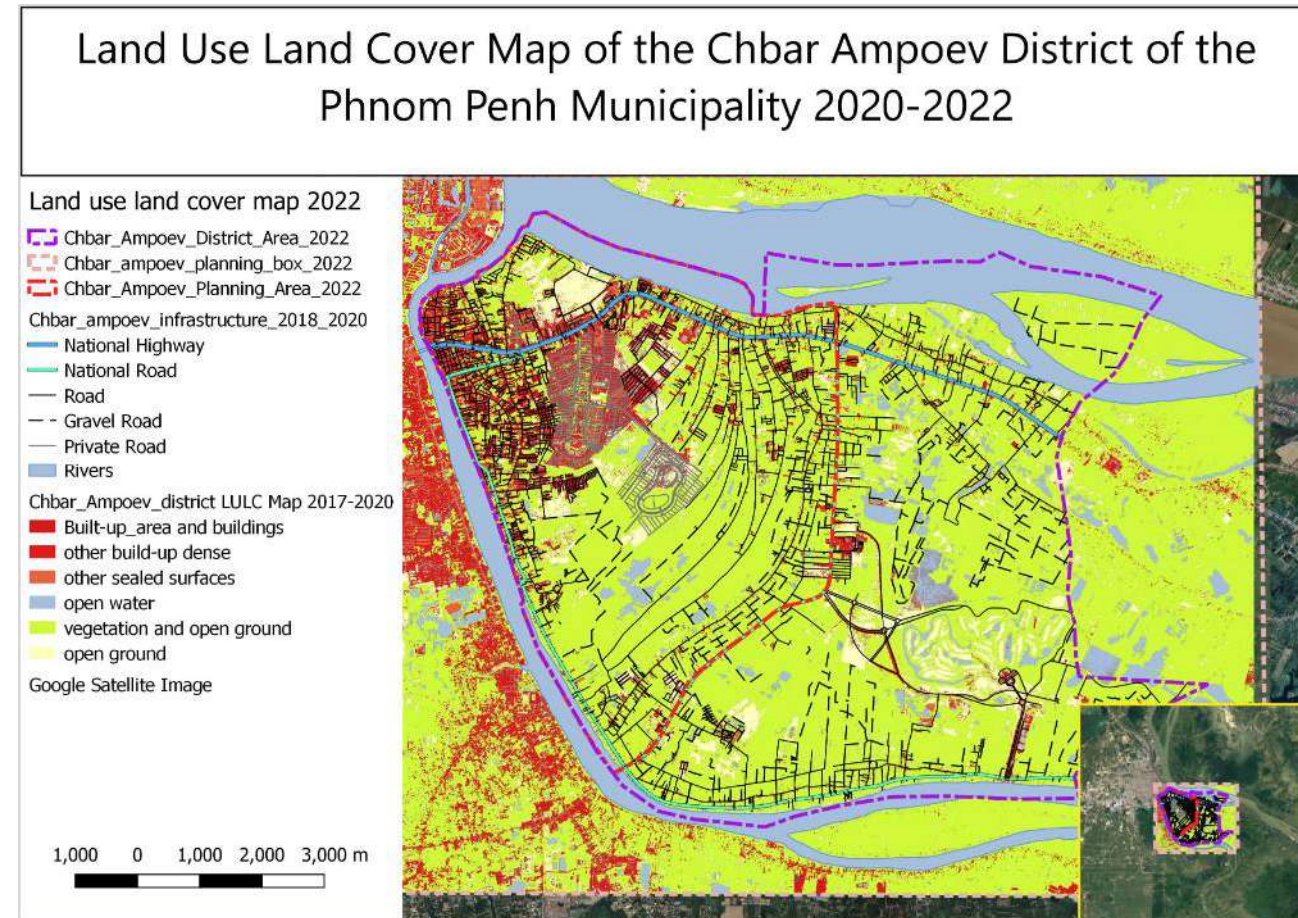 Land Use Land Cover Map of the Chbar Ampoev District of the
Phnom Penh Municipality 2020-2022
Land use land cover map 2022
Chbar_Ampoev_District_Area_2022
Chbar_ampoev_planning_box_2022
Chbar_Ampoev_Planning_Area_2022
Chbar_ampoev_infrastructure_2018_2020
National Highway
National Road
Road
Gravel Road
Private Road
Rivers
Chbar_Ampoev_district LULC Map 2017-2020
Built-up_area and buildings
other build-up dense
other sealed surfaces
open water
vegetation and open ground
open ground
Google Satellite Image
1,000 0 1,000 2,000 3,000 m